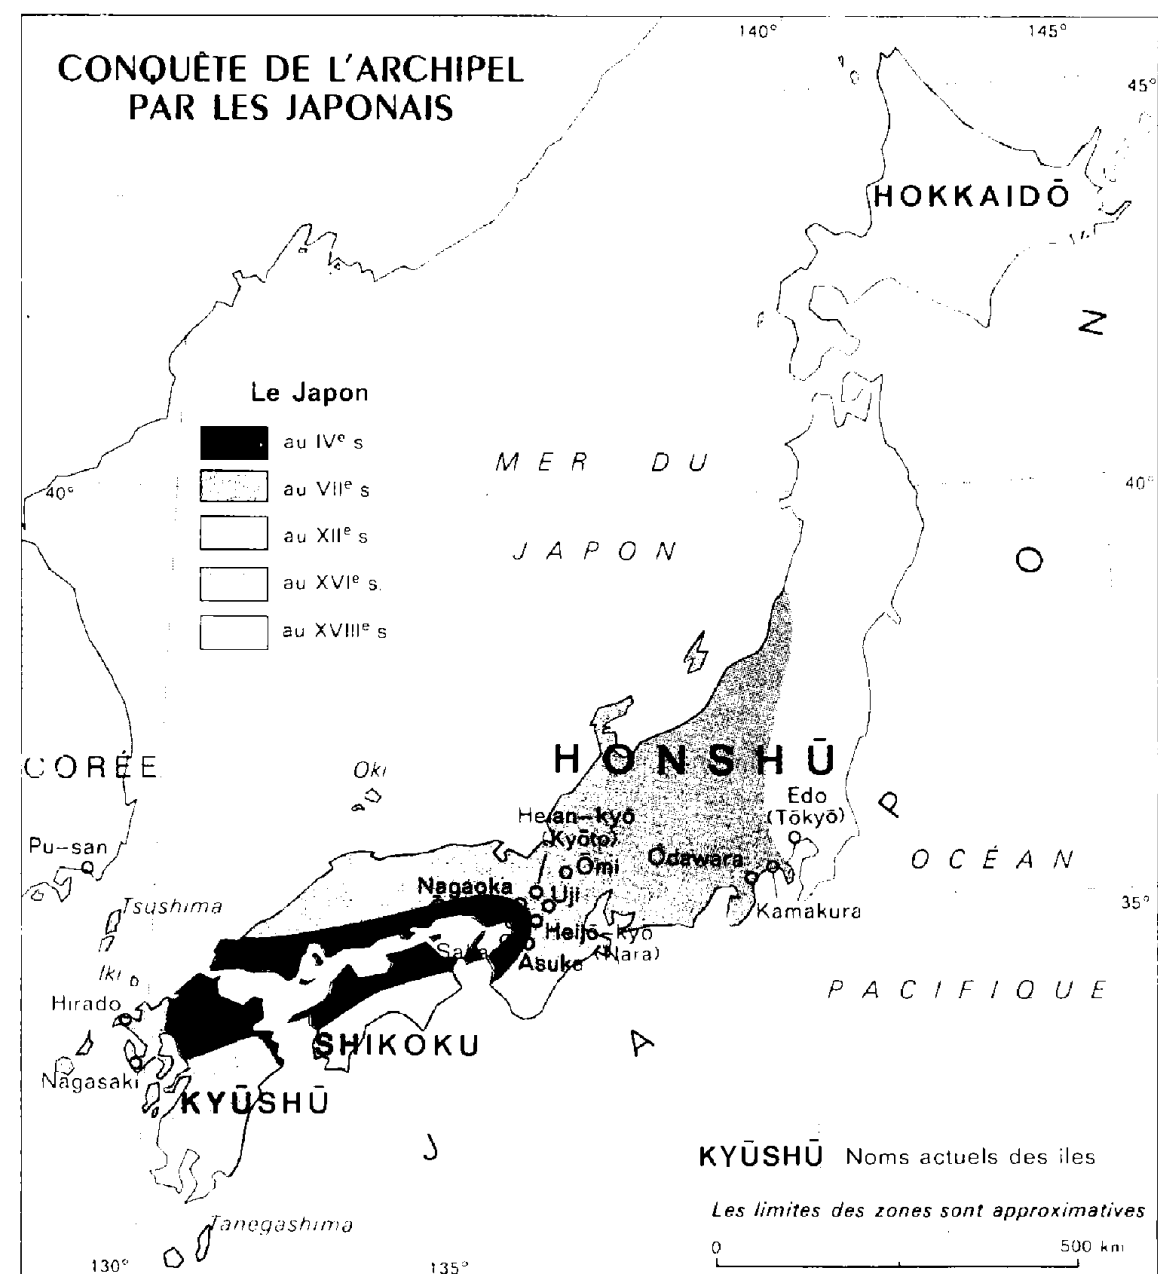 CONQUÊTE DE L'ARCHIPEL
PAR LES JAPONAIS
140°
145°
45°
HOKKAIDŌ
Le Japon
au IVe s
au VIIe s
au XIIe s
au XVIe s.
au XVIIIe s
MER DU
JAPON
40°
40°
CORÉE
Oki
HONSHŪ
Edo
(Tōkyō)
Heian-kyō
(Kyōto)
Ōmi
Ōdawara
Pu-san
Nagaoka
Uji
Kamakura
OCÉAN
35°
Tsushima
Heijō-kyō
(Nara)
Asuka
Iki
Hirado
PACIFIQUE
SHIKOKU
Nagasaki
KYŪSHŪ
JAPON
KYŪSHŪ Noms actuels des iles
Les limites des zones sont approximatives
Tanegashima
0
500 km
130°
135°